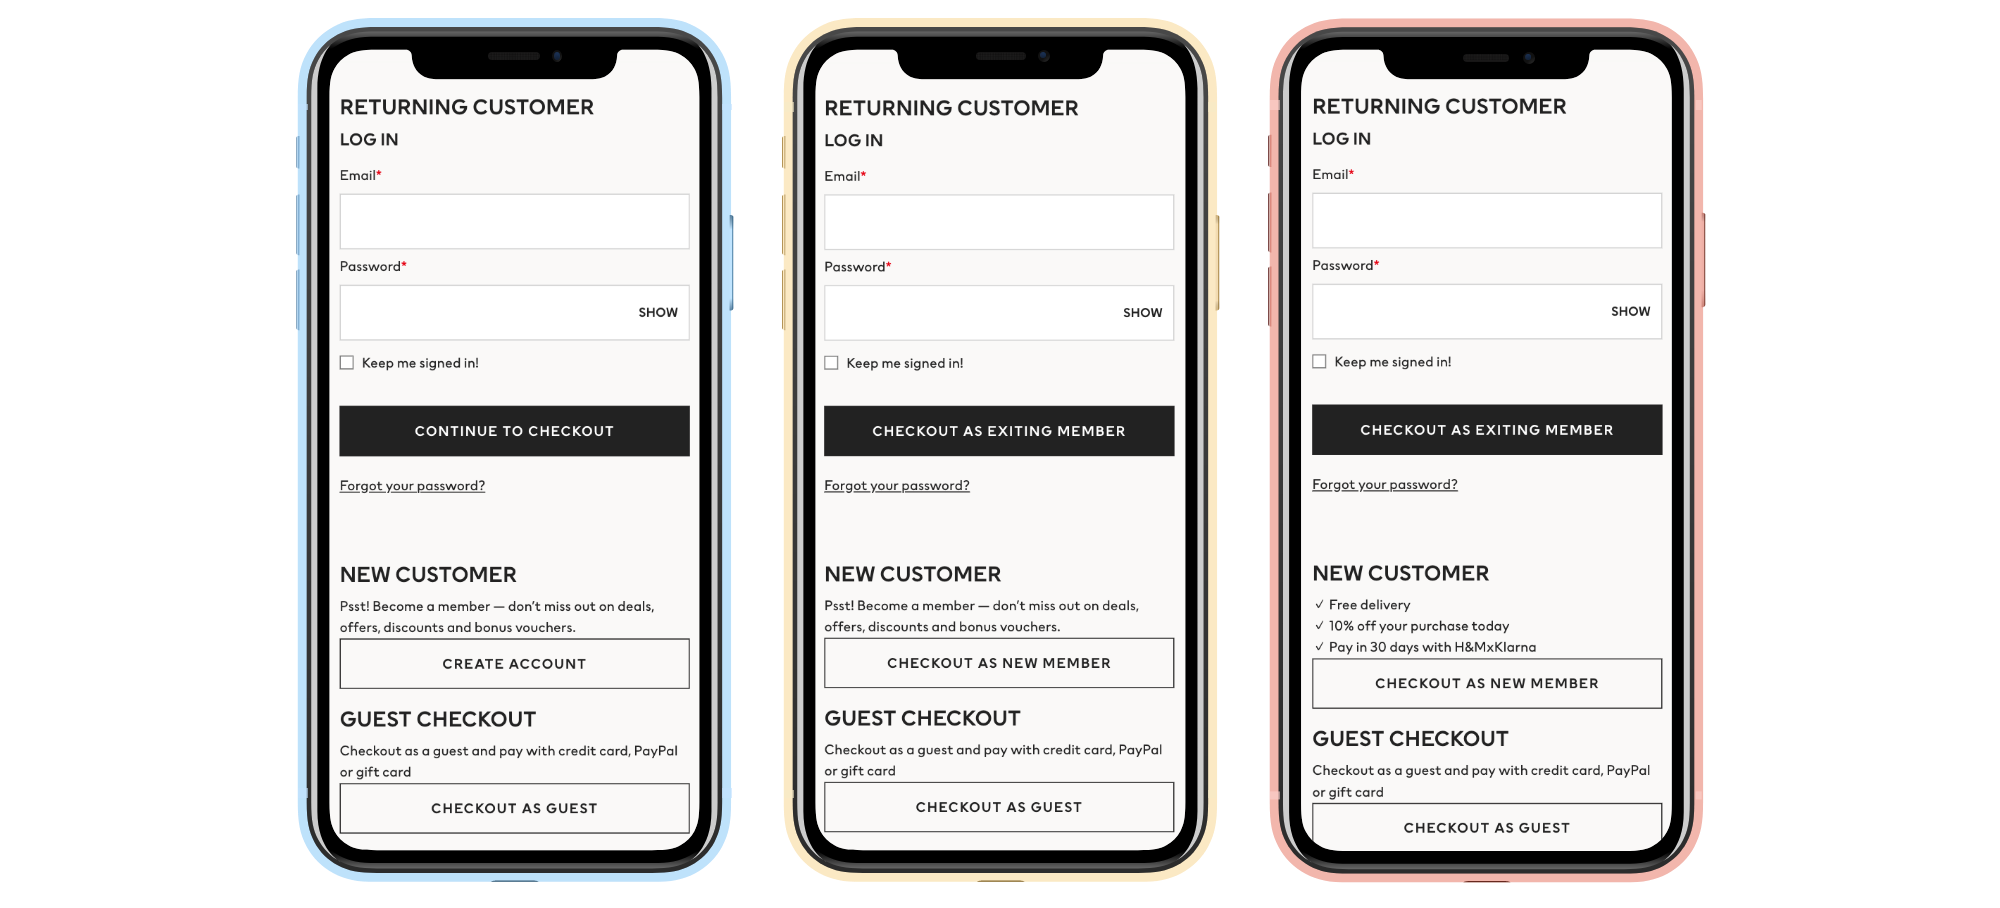 RETURNING CUSTOMER
LOG IN
Email*
Password*
SHOW
Keep me signed in!
CONTINUE TO CHECKOUT
Forgot your password?
NEW CUSTOMER
Psst! Become a member — don't miss out on deals,
offers, discounts and bonus vouchers.
CREATE ACCOUNT
GUEST CHECKOUT
Checkout as a guest and pay with credit card, PayPal
or gift card
CHECKOUT AS GUEST
RETURNING CUSTOMER
LOG IN
Email*
Password*
SHOW
Keep me signed in!
CHECKOUT AS EXITING MEMBER
Forgot your password?
NEW CUSTOMER
Psst! Become a member — don't miss out on deals,
offers, discounts and bonus vouchers.
CHECKOUT AS NEW MEMBER
GUEST CHECKOUT
Checkout as a guest and pay with credit card, PayPal
or gift card
CHECKOUT AS GUEST
RETURNING CUSTOMER
LOG IN
Email*
Password*
SHOW
Keep me signed in!
CHECKOUT AS EXITING MEMBER
Forgot your password?
NEW CUSTOMER
✓ Free delivery
✓ 10% off your purchase today
✓ Pay in 30 days with H&MxKlarna
CHECKOUT AS NEW MEMBER
GUEST CHECKOUT
Checkout as a guest and pay with credit card, PayPal
or gift card
CHECKOUT AS GUEST